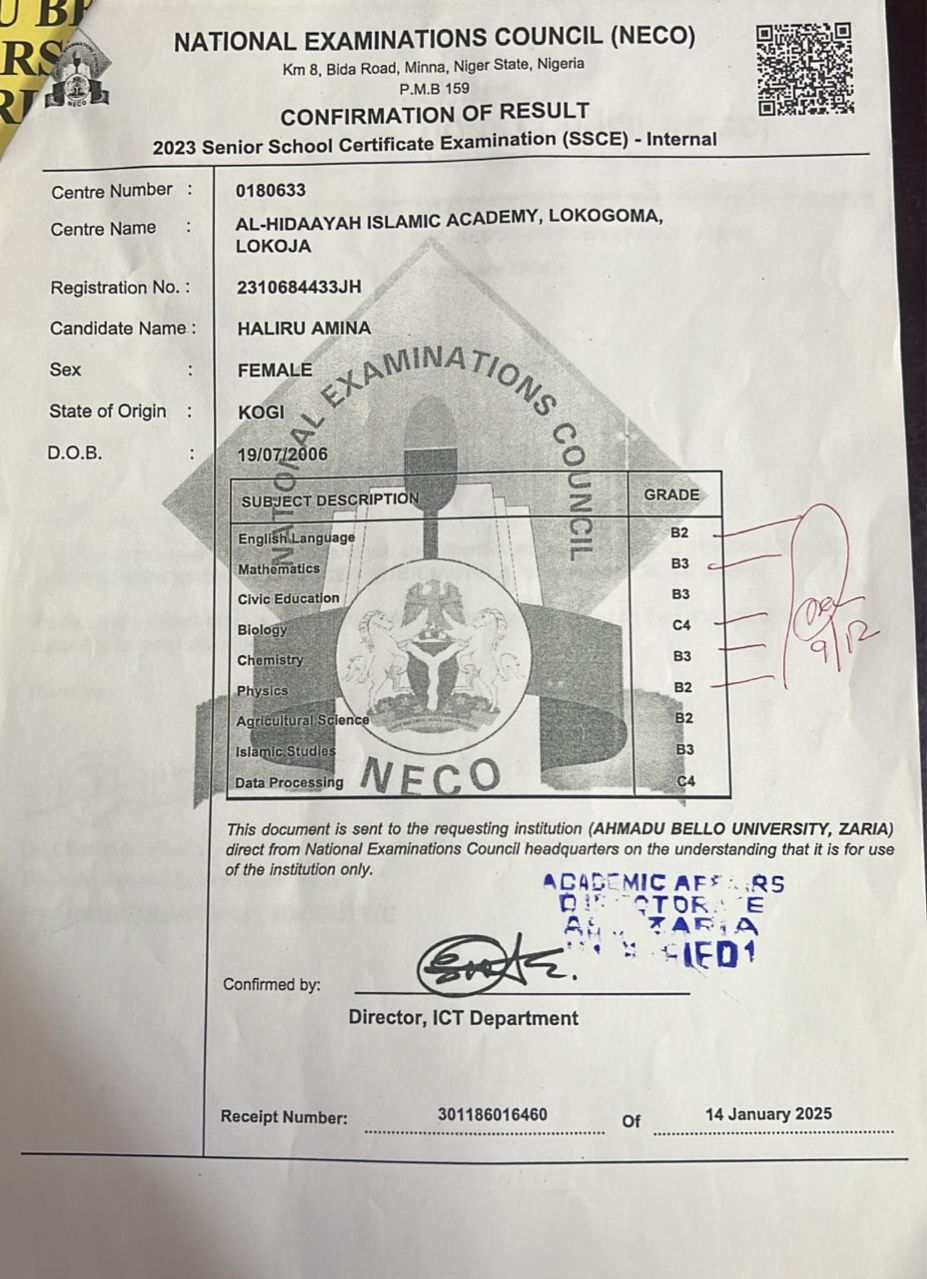 NATIONAL EXAMINATIONS COUNCIL (NECO)
Km 8, Bida Road, Minna, Niger State, Nigeria
P.M.B 159
CONFIRMATION OF RESULT
2023 Senior School Certificate Examination (SSCE) - Internal
NECO
Centre Number : 0180633
Centre Name : AL-HIDAAYAH ISLAMIC ACADEMY, LOKOGOMA,
LOKOJA
Registration No. : 2310684433JH
Candidate Name : HALIRU AMINA
Sex : FEMALE
State of Origin : KOGI
D.O.B. : 19/07/2006
NATIONAL EXAMINATIONS COUNCIL
SUBJECT DESCRIPTION GRADE
English Language B2
Mathematics B3
Civic Education B3
Biology C4
Chemistry B3
Physics B2
Agricultural Science B2
Islamic Studies B3
Data Processing C4
NECO
9/12
This document is sent to the requesting institution (AHMADU BELLO UNIVERSITY, ZARIA)
direct from National Examinations Council headquarters on the understanding that it is for use
of the institution only.
ACADEMIC
ZARIA
Confirmed by:
Director, ICT Department
Receipt Number: 301186016460 Of 14 January 2025